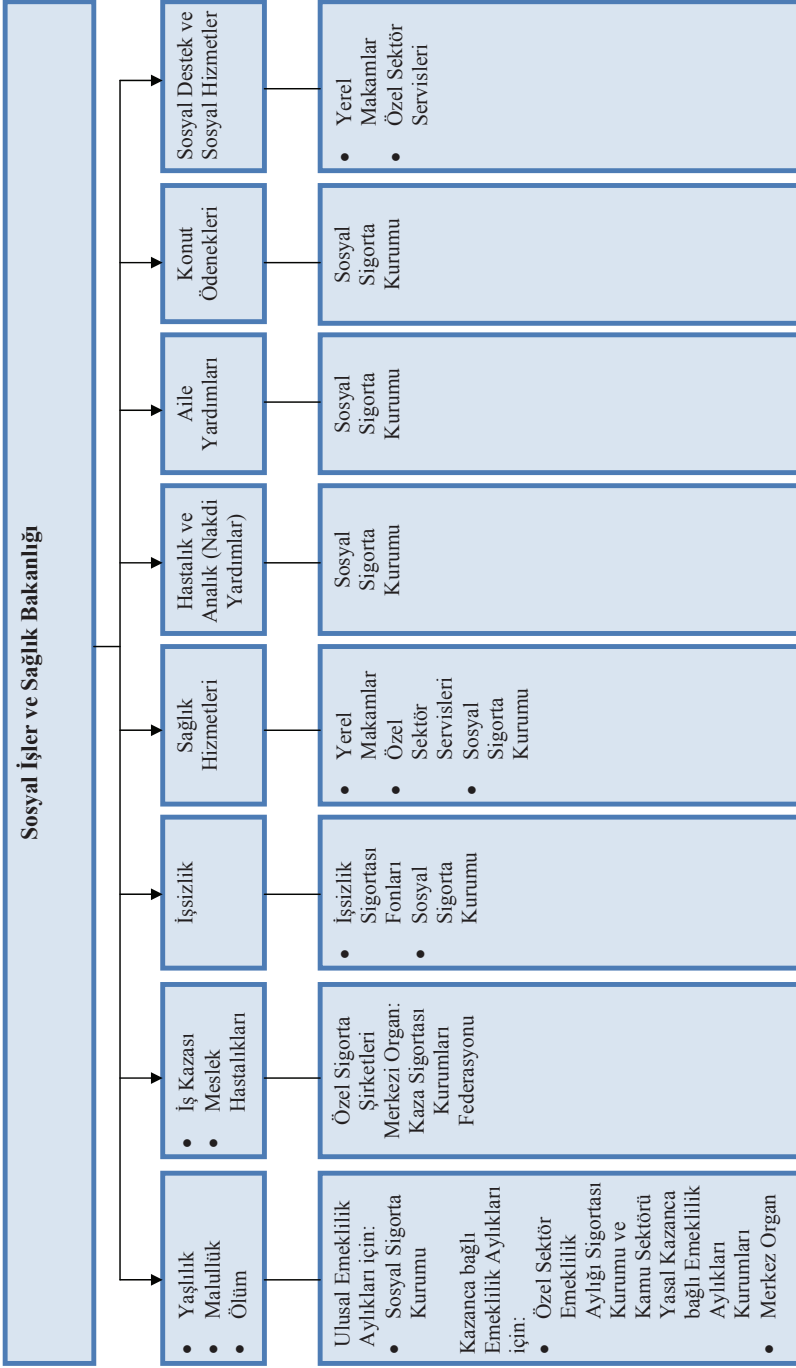 Sosyal İşler ve Sağlık Bakanlığı
• Yaşlılık
• Malullük
• Ölüm
Ulusal Emeklilik
Aylıkları için:
• Sosyal Sigorta
Kurumu
Kazanca bağlı
Emeklilik Aylıkları
için:
• Özel Sektör
Emeklilik
Aylığı Sigortası
Kurumu ve
Kamu Sektörü
Yasal Kazanca
bağlı Emeklilik
Aylıkları
Kurumları
• Merkez Organ
• İş Kazası
• Meslek
Hastalıkları
Özel Sigorta
Şirketleri
Merkezi Organ:
Kaza Sigortası
Kurumları
Federasyonu
İşsizlik
• İşsizlik
Sigortası
Fonları
• Sosyal
Sigorta
Kurumu
Sağlık
Hizmetleri
• Yerel
Makamlar
• Özel
Sektör
Servisleri
• Sosyal
Sigorta
Kurumu
Hastalık ve
Analık (Nakdi
Yardımlar)
Sosyal
Sigorta
Kurumu
Aile
Yardımları
Sosyal
Sigorta
Kurumu
Konut
Ödenekleri
Sosyal
Sigorta
Kurumu
Sosyal Destek ve
Sosyal Hizmetler
• Yerel
Makamlar
• Özel Sektör
Servisleri